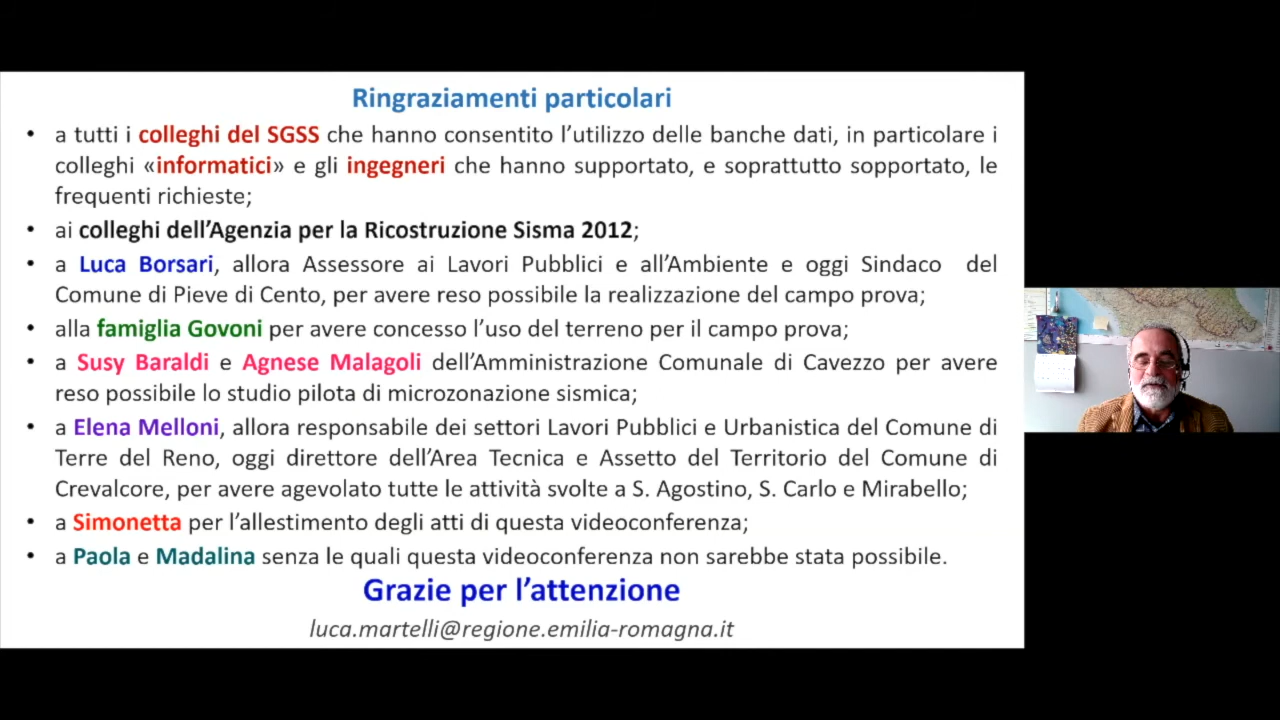 Ringraziamenti particolari
• a tutti i colleghi del SGSS che hanno consentito l’utilizzo delle banche dati, in particolare i
colleghi «informatici» e gli ingegneri che hanno supportato, e soprattutto sopportato, le
frequenti richieste;
• ai colleghi dell’Agenzia per la Ricostruzione Sisma 2012;
• a Luca Borsari, allora Assessore ai Lavori Pubblici e all’Ambiente e oggi Sindaco del
Comune di Pieve di Cento, per avere reso possibile la realizzazione del campo prova;
• alla famiglia Govoni per avere concesso l’uso del terreno per il campo prova;
• a Susy Baraldi e Agnese Malagoli dell’Amministrazione Comunale di Cavezzo per avere
reso possibile lo studio pilota di microzonazione sismica;
• a Elena Melloni, allora responsabile dei settori Lavori Pubblici e Urbanistica del Comune di
Terre del Reno, oggi direttore dell’Area Tecnica e Assetto del Territorio del Comune di
Crevalcore, per avere agevolato tutte le attività svolte a S. Agostino, S. Carlo e Mirabello;
• a Simonetta per l’allestimento degli atti di questa videoconferenza;
• a Paola e Madalina senza le quali questa videoconferenza non sarebbe stata possibile.
Grazie per l’attenzione
luca.martelli@regione.emilia-romagna.it